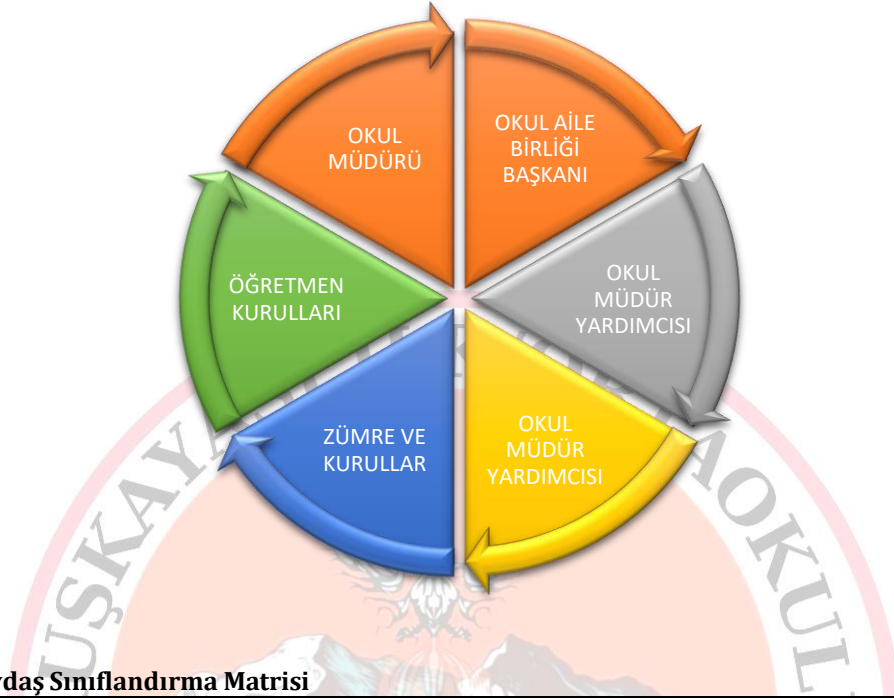 OKUL
MÜDÜRÜ
OKUL AİLE
BİRLİĞİ
BAŞKANI
OKUL
MÜDÜR
YARDIMCISI
OKUL
MÜDÜR
YARDIMCISI
ZÜMRE VE
KURULLAR
ÖĞRETMEN
KURULLARI
Sınıflandırma Matrisi